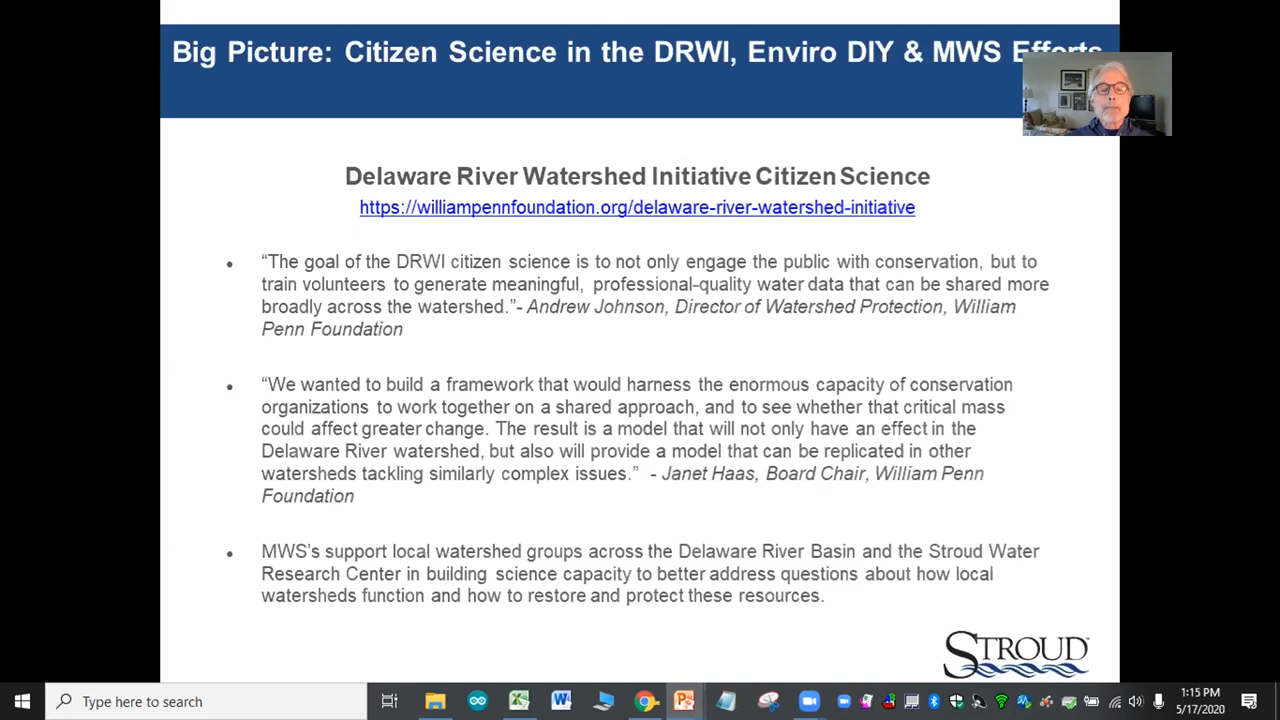 Big Picture: Citizen Science in the DRWI, Enviro DIY & MWS Efforts
Delaware River Watershed Initiative Citizen Science
https://williampennfoundation.org/delaware-river-watershed-initiative
• “The goal of the DRWI citizen science is to not only engage the public with conservation, but to
train volunteers to generate meaningful, professional-quality water data that can be shared more
broadly across the watershed.”- Andrew Johnson, Director of Watershed Protection, William
Penn Foundation
• “We wanted to build a framework that would harness the enormous capacity of conservation
organizations to work together on a shared approach, and to see whether that critical mass
could affect greater change. The result is a model that will not only have an effect in the
Delaware River watershed, but also will provide a model that can be replicated in other
watersheds tackling similarly complex issues.” - Janet Haas, Board Chair, William Penn
Foundation
• MWS's support local watershed groups across the Delaware River Basin and the Stroud Water
Research Center in building science capacity to better address questions about how local
watersheds function and how to restore and protect these resources.
STROUD
Type here to search
1:15 PM
5/17/2020